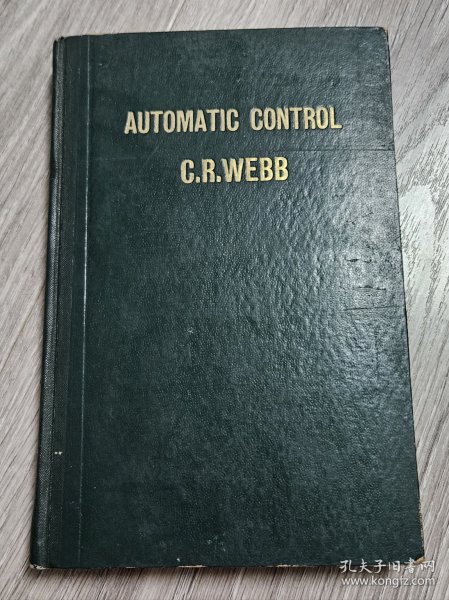 AUTOMATIC CONTROL
C.R.WEBB
孔夫子旧书网
www.kongfz.com